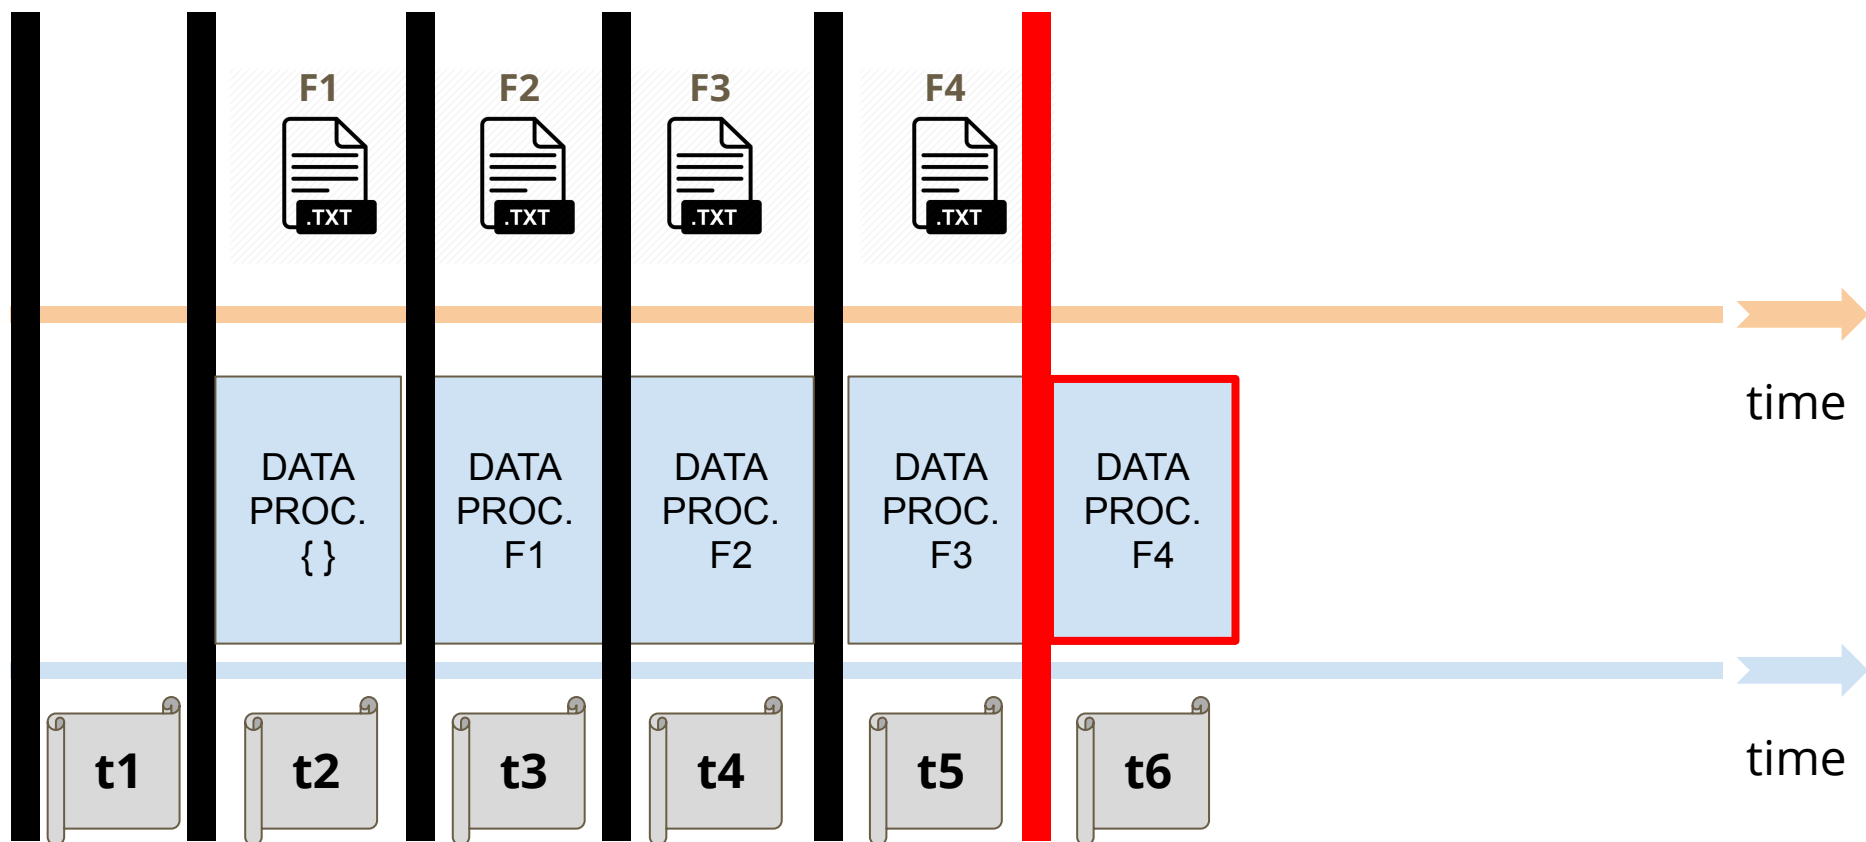 F1 F2 F3 F4
.TXT .TXT .TXT .TXT
time
DATA
PROC.
{ }
DATA
PROC.
F1
DATA
PROC.
F2
DATA
PROC.
F3
DATA
PROC.
F4
time
t1 t2 t3 t4 t5 t6